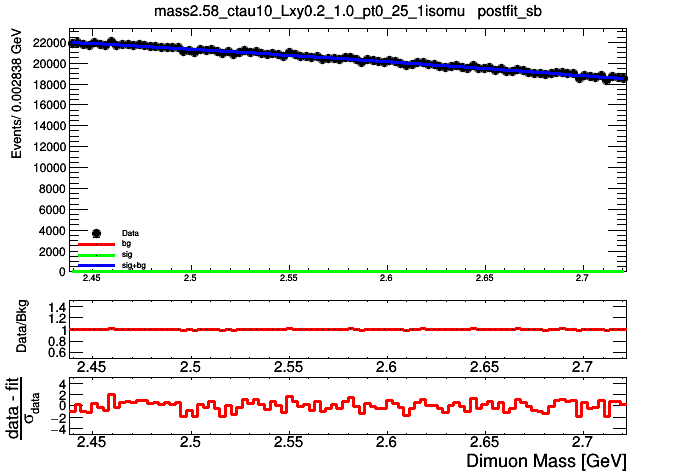 mass2.58_ctau10_Lxy0.2_1.0_pt0_25_1isomu postfit_sb
Events/ 0.002838 GeV
22000
20000
18000
16000
14000
12000
10000
8000
6000
4000
2000
0
Data
bg
sig
sig+bg
2.45 2.5 2.55 2.6 2.65 2.7
Data/Bkg
1.4
1.2
1
0.8
0.6
2.45 2.5 2.55 2.6 2.65 2.7
data - fit
σdata
4
2
0
−2
−4
2.45 2.5 2.55 2.6 2.65 2.7
Dimuon Mass [GeV]